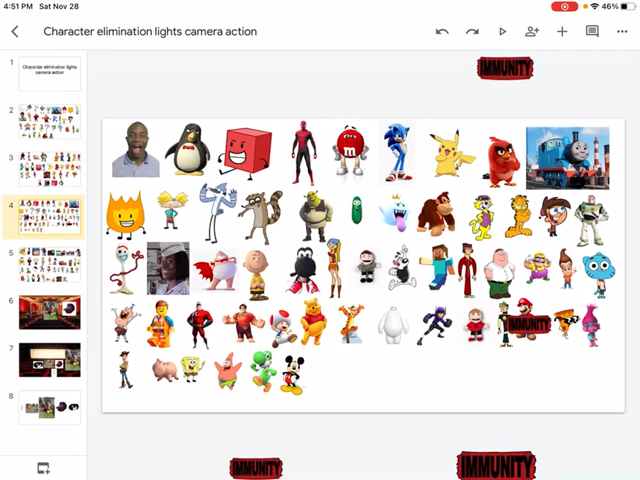 4:51 PM Sat Nov 28
46%
Character elimination lights camera action
IMMUNITY
1
Character elimination lights
camera action
2
3
4
5
6
7
8
m
IMMUNITY
IMMUNITY
IMMUNITY